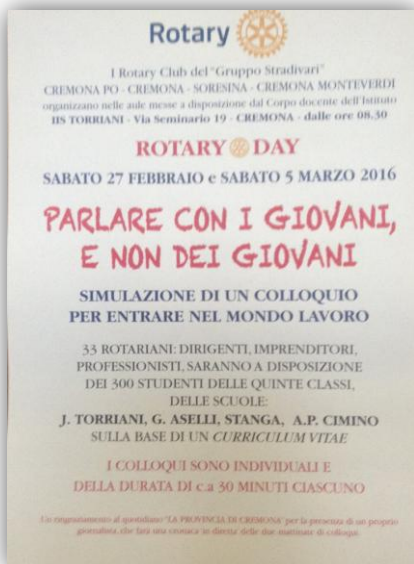 Rotary
I Rotary Club del "Gruppo Stradivari"
CREMONA PO - CREMONA - SORESINA - CREMONA MONTEVERDI
organizzano nelle aule messe a disposizione dal Corpo docente dell'Istituto
IIS TORRIANI - Via Seminario 19 - CREMONA - dalle ore 08.30
ROTARY DAY
SABATO 27 FEBBRAIO e SABATO 5 MARZO 2016
PARLARE CON I GIOVANI,
E NON DEI GIOVANI
SIMULAZIONE DI UN COLLOQUIO
PER ENTRARE NEL MONDO LAVORO
33 ROTARIANI: DIRIGENTI, IMPRENDITORI,
PROFESSIONISTI, SARANNO A DISPOSIZIONE
DEI 300 STUDENTI DELLE QUINTE CLASSI,
DELLE SCUOLE:
J. TORRIANI, G. ASELLI, STANGA, A.P. CIMINO
SULLA BASE DI UN CURRICULUM VITAE
I COLLOQUI SONO INDIVIDUALI E
DELLA DURATA DI c.a 30 MINUTI CIASCUNO
Un ringraziamento al quotidiano "LA PROVINCIA DI CREMONA" per la presenza di un proprio
giornalista, che farà una cronaca in diretta delle due mattinate di colloqui.